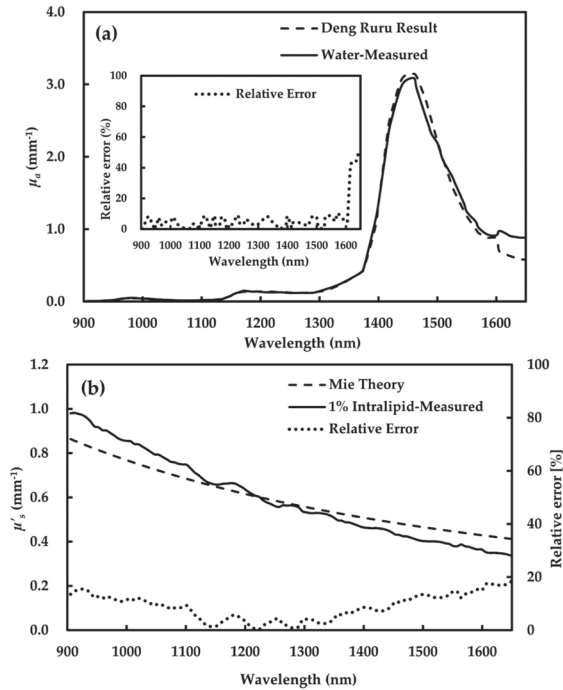 4.0
(a)
Deng Ruru Result
Water-Measured
3.0
2.0
1.0
0.0
μa (mm⁻¹)
900 1000 1100 1200 1300 1400 1500 1600
Wavelength (nm)
100
Relative Error
80
60
40
20
0
Relative error (%)
900 1000 1100 1200 1300 1400 1500 1600
Wavelength (nm)
1.2
100
(b)
Mie Theory
1% Intralipid-Measured
Relative Error
1.0
80
0.8
60
0.6
40
0.4
20
0.2
0
0.0
μ's (mm⁻¹)
Relative error [%]
900 1000 1100 1200 1300 1400 1500 1600
Wavelength (nm)